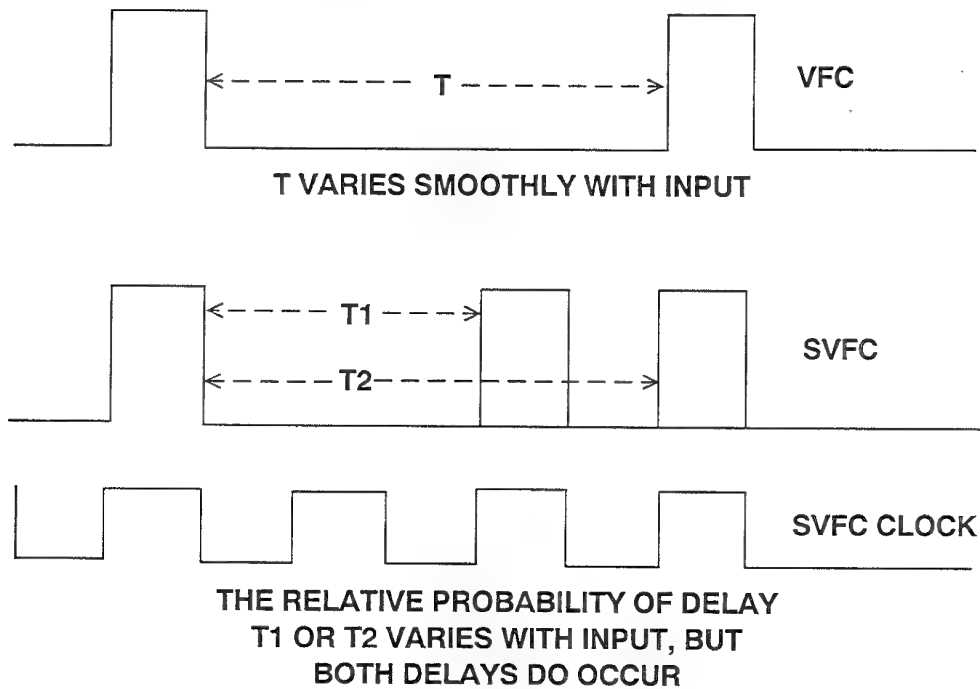 T
VFC
T VARIES SMOOTHLY WITH INPUT
T1
SVFC
T2
SVFC CLOCK
THE RELATIVE PROBABILITY OF DELAY
T1 OR T2 VARIES WITH INPUT, BUT
BOTH DELAYS DO OCCUR